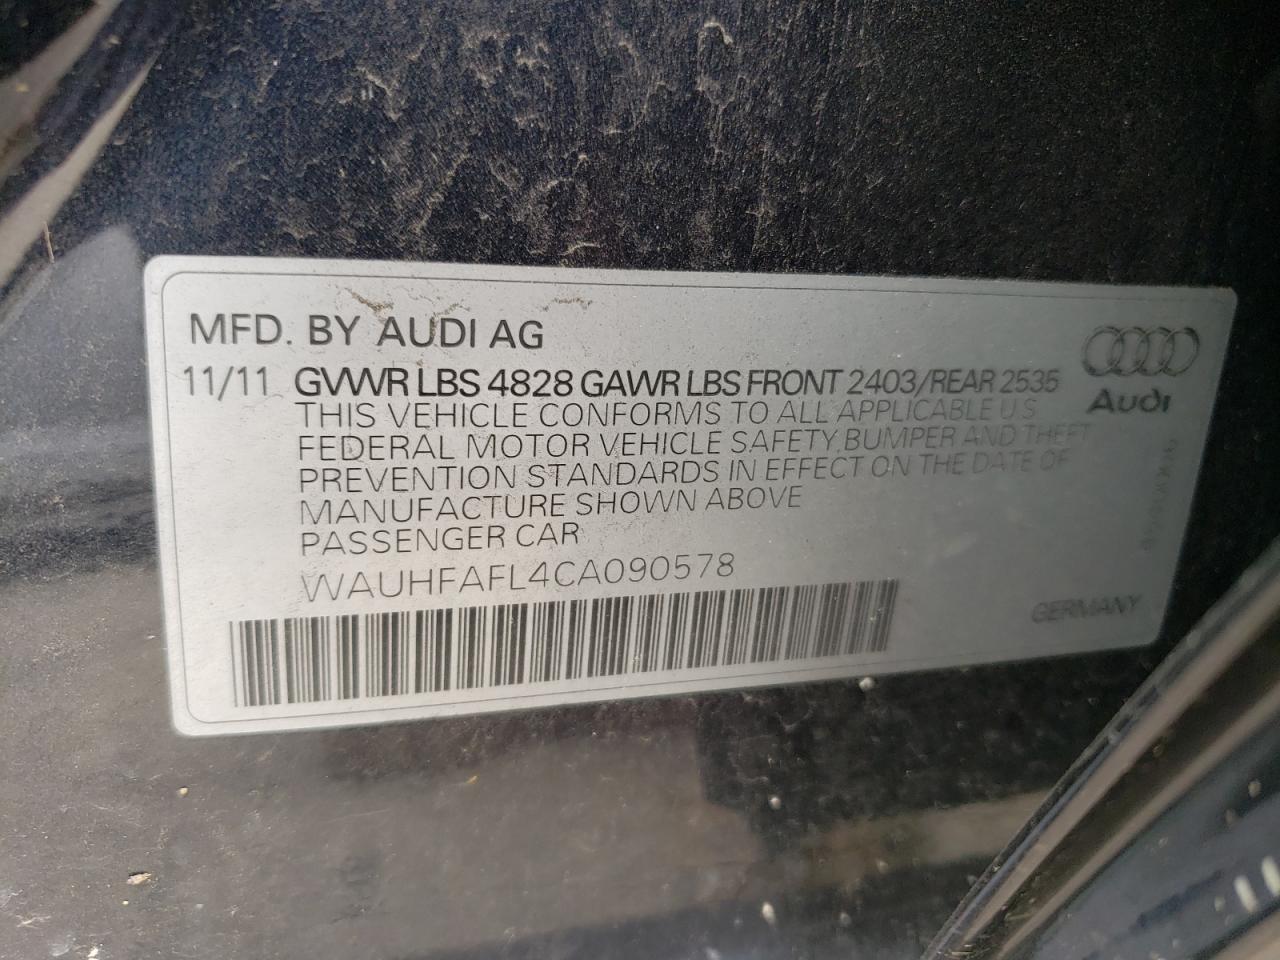 MFD. BY AUDI AG
11/11 GVWR LBS 4828 GAWR LBS FRONT 2403/REAR 2535
THIS VEHICLE CONFORMS TO ALL APPLICABLE U.S.
FEDERAL MOTOR VEHICLE SAFETY, BUMPER AND THEFT
PREVENTION STANDARDS IN EFFECT ON THE DATE OF
MANUFACTURE SHOWN ABOVE
PASSENGER CAR
WAUHFAFL4CA090578
Audi
GERMANY